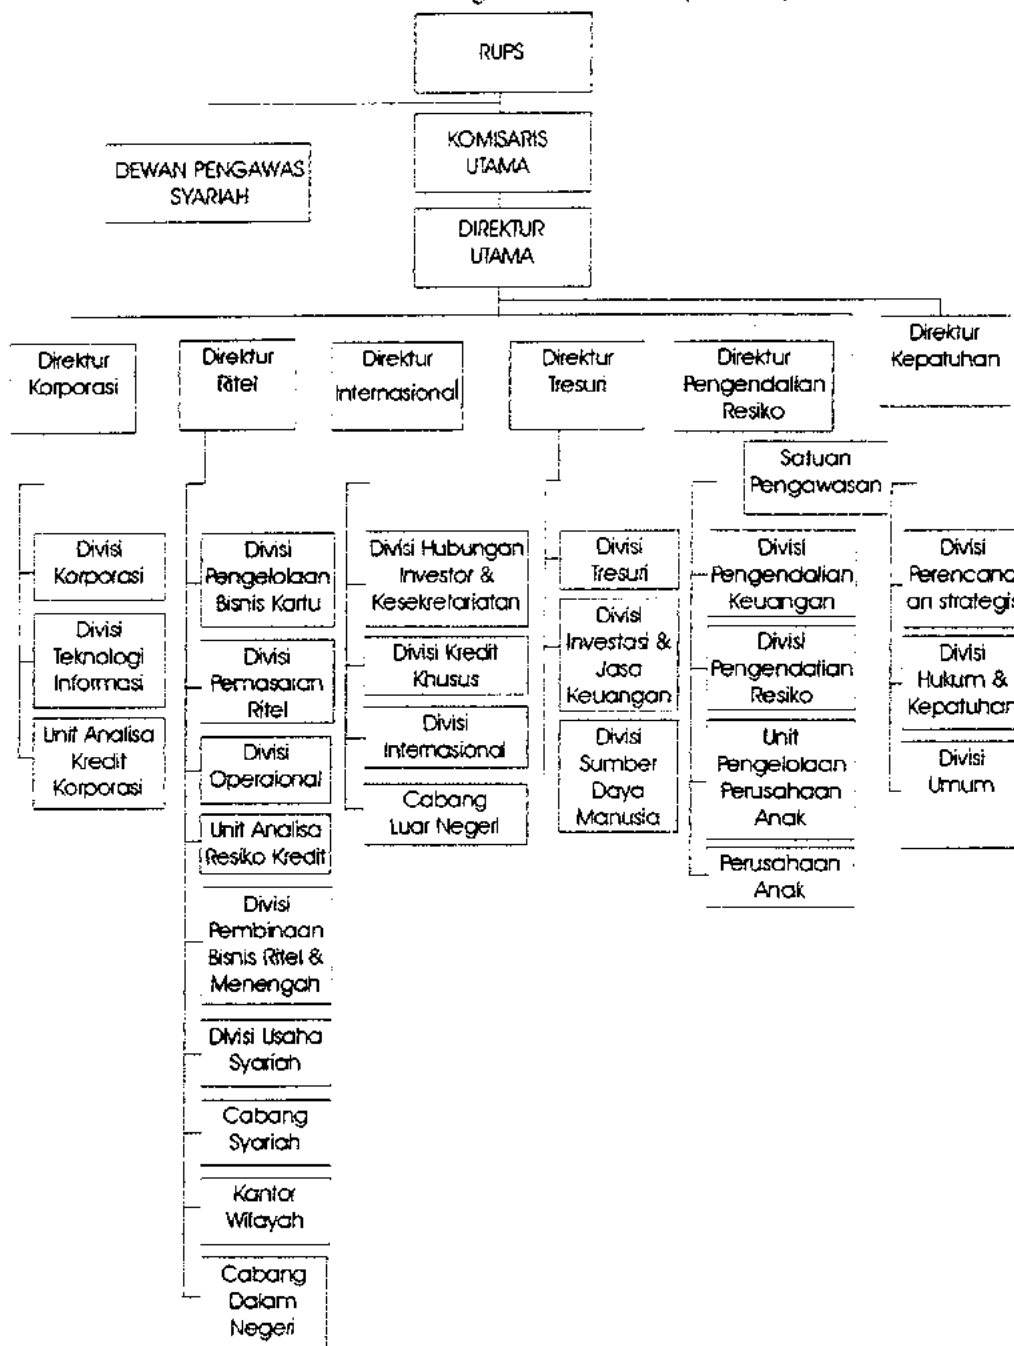 RUPS
KOMISARIS
UTAMA
DEWAN PENGAWAS
SYARIAH
DIREKTUR
UTAMA
Direktur
Korporasi
Direktur
Ritel
Direktur
Internasional
Direktur
Tresuri
Direktur
Pengendalian
Resiko
Direktur
Kepatuhan
Satuan
Pengawasan
Divisi
Korporasi
Divisi
Teknologi
Informasi
Unit Analisa
Kredit
Korporasi
Divisi
Pengelolaan
Bisnis Kartu
Divisi
Pemasaran
Ritel
Divisi
Operaional
Unit Analisa
Resiko Kredit
Divisi
Pembinaan
Bisnis Ritel &
Menengah
Divisi Usaha
Syariah
Cabang
Syariah
Kantor
Wilayah
Cabang
Dalam
Negeri
Divisi Hubungan
Investor &
Kesekretariatan
Divisi Kredit
Khusus
Divisi
Internasional
Cabang
Luar Negeri
Divisi
Tresuri
Divisi
Investasi &
Jasa
Keuangan
Divisi
Sumber
Daya
Manusia
Divisi
Pengendalian
Keuangan
Divisi
Pengendalian
Resiko
Unit
Pengelolaan
Perusahaan
Anak
Perusahaan
Anak
Divisi
Perencana
an strategis
Divisi
Hukum &
Kepatuhan
Divisi
Umum